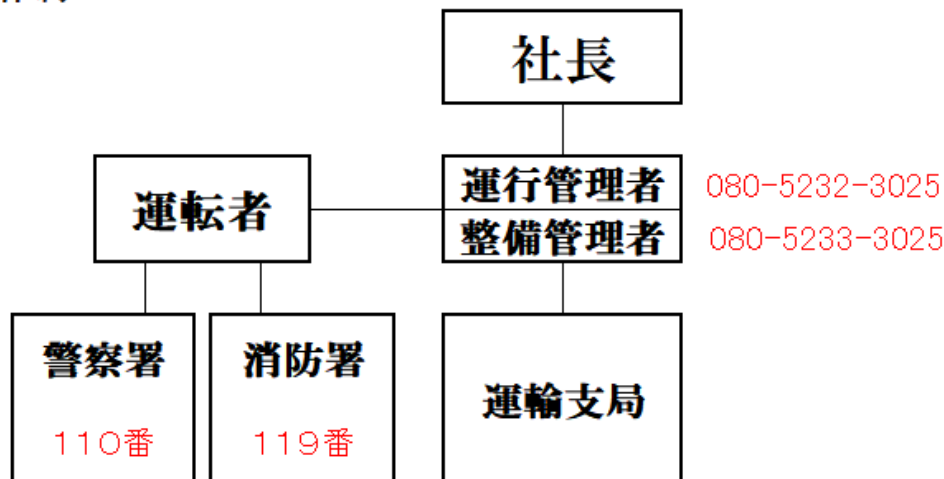 社長
運行管理者 080-5232-3025
運転者
整備管理者 080-5233-3025
警察署 消防署
運輸支局
110番 119番